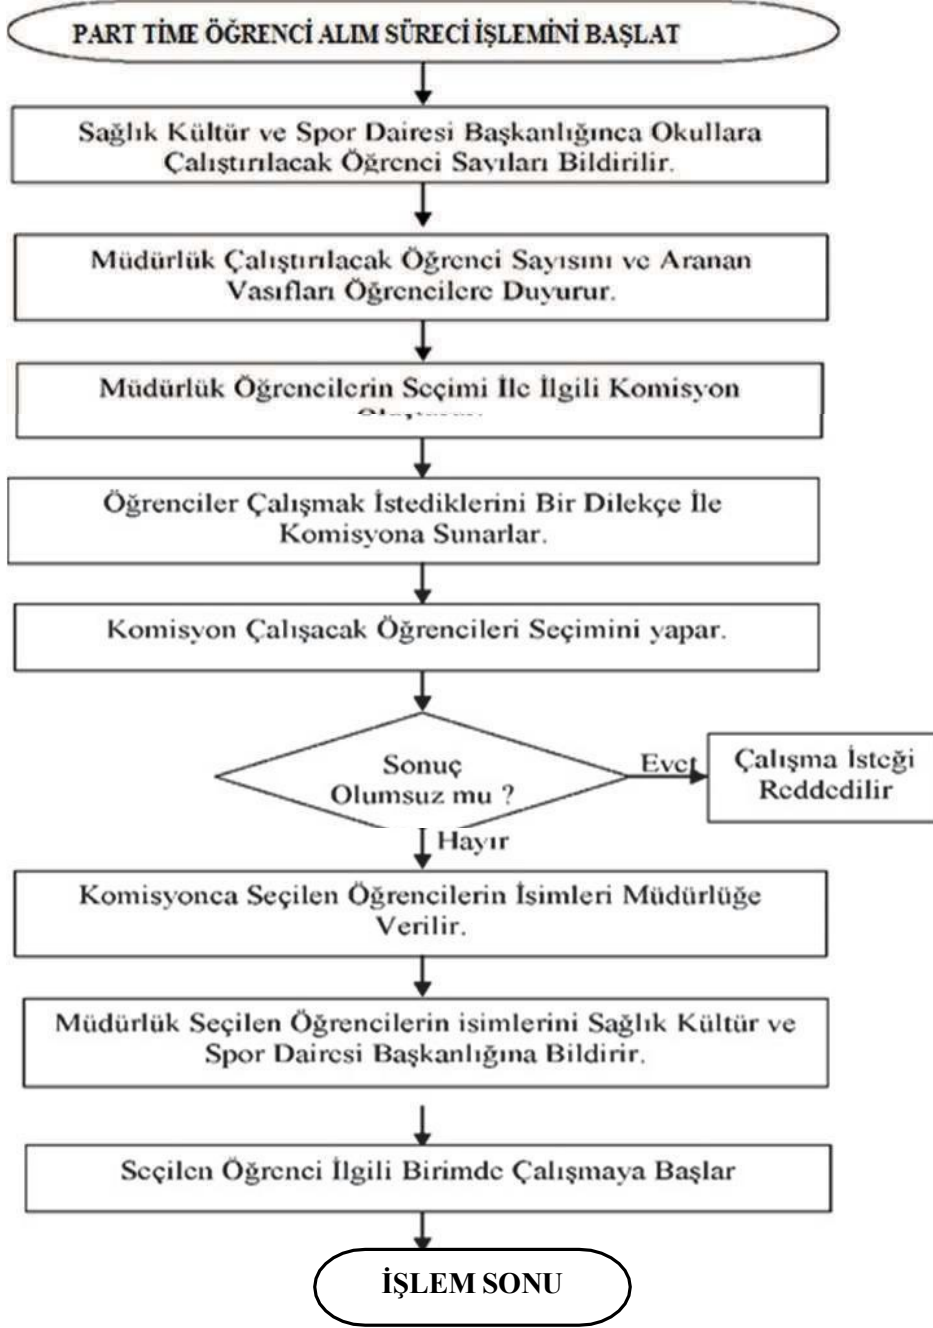 PART TİME ÖĞRENCİ ALIM SÜRECİ İŞLEMİNİ BAŞLAT
Sağlık Kültür ve Spor Dairesi Başkanlığınca Okullara
Çalıştırılacak Öğrenci Sayıları Bildirilir.
Müdürlük Çalıştırılacak Öğrenci Sayısını ve Aranan
Vasıfları Öğrencilere Duyurur.
Müdürlük Öğrencilerin Seçimi İle İlgili Komisyon
Öğrenciler Çalışmak İstediklerini Bir Dilekçe İle
Komisyona Sunarlar.
Komisyon Çalışacak Öğrencileri Seçimini yapar.
Sonuç
Olumsuz mu ?
Evet
Çalışma İsteği
Reddedilir
Hayır
Komisyonca Seçilen Öğrencilerin İsimleri Müdürlüğe
Verilir.
Müdürlük Seçilen Öğrencilerin isimlerini Sağlık Kültür ve
Spor Dairesi Başkanlığına Bildirir.
Seçilen Öğrenci İlgili Birimde Çalışmaya Başlar
İŞLEM SONU